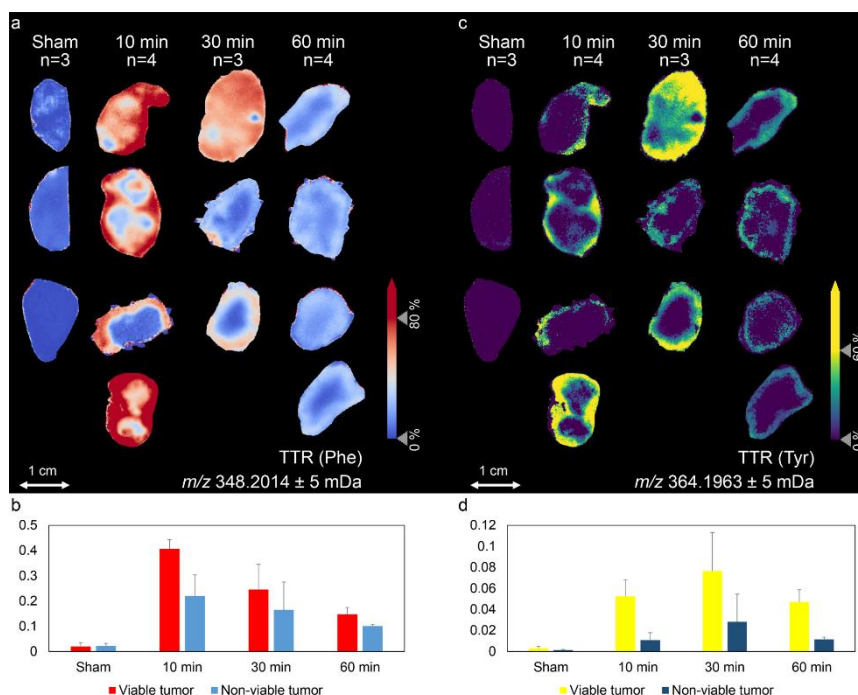 a
Sham 10 min 30 min 60 min
n=3 n=4 n=3 n=4
80 %
0 %
TTR (Phe)
1 cm
m/z 348.2014 ± 5 mDa
c
Sham 10 min 30 min 60 min
n=3 n=4 n=3 n=4
60 %
0 %
TTR (Tyr)
1 cm
m/z 364.1963 ± 5 mDa
b
0.5
0.4
0.3
0.2
0.1
0
Sham 10 min 30 min 60 min
Viable tumor Non-viable tumor
d
0.12
0.1
0.08
0.06
0.04
0.02
0
Sham 10 min 30 min 60 min
Viable tumor Non-viable tumor